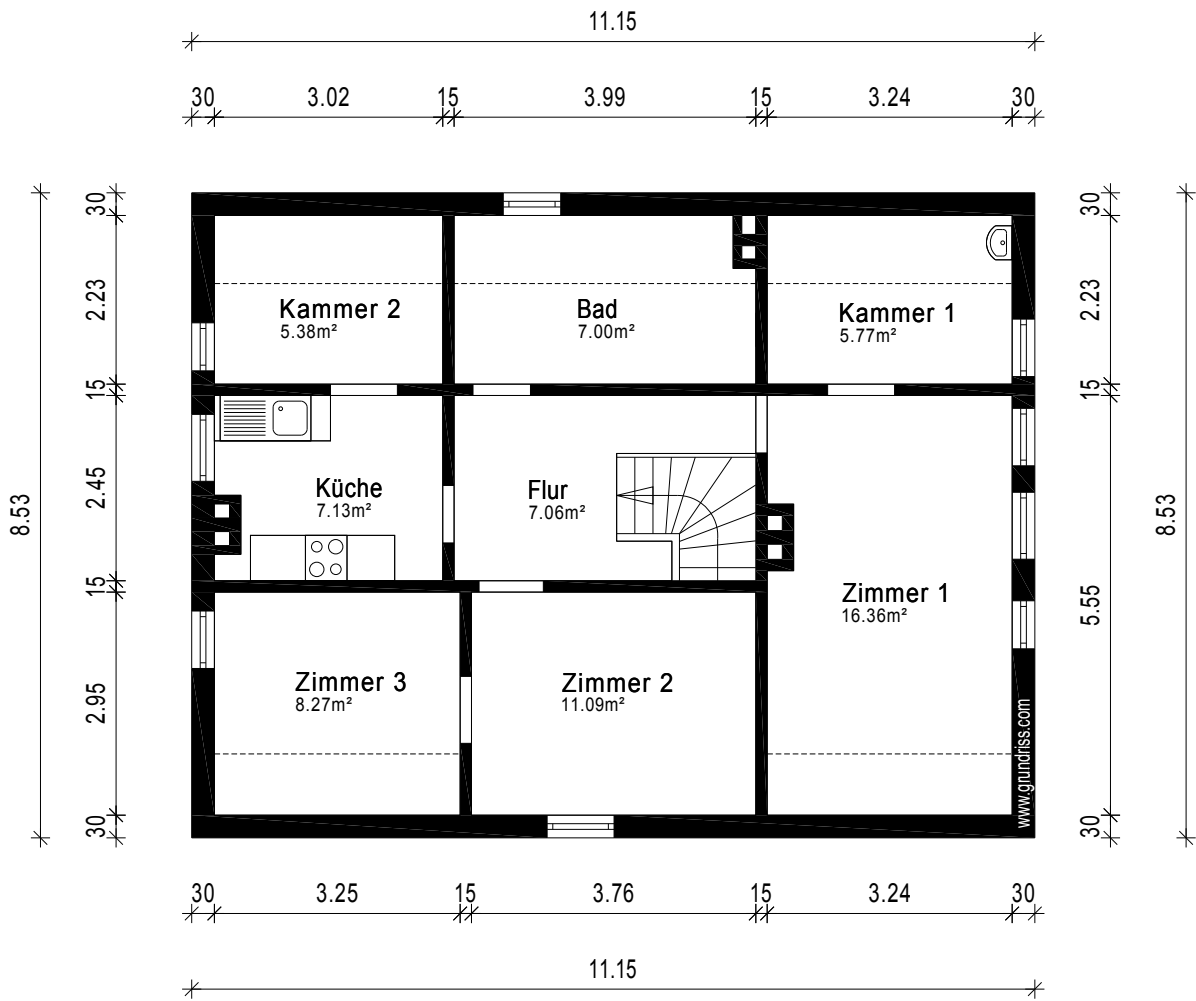 11.15
30 3.02 15 3.99 15 3.24 30
8.53
30
2.23
15
2.45
15
2.95
30
Kammer 2
5.38m²
Bad
7.00m²
Kammer 1
5.77m²
Küche
7.13m²
Flur
7.06m²
Zimmer 1
16.36m²
Zimmer 3
8.27m²
Zimmer 2
11.09m²
www.grundriss.com
30
2.23
15
5.55
30
8.53
30 3.25 15 3.76 15 3.24 30
11.15